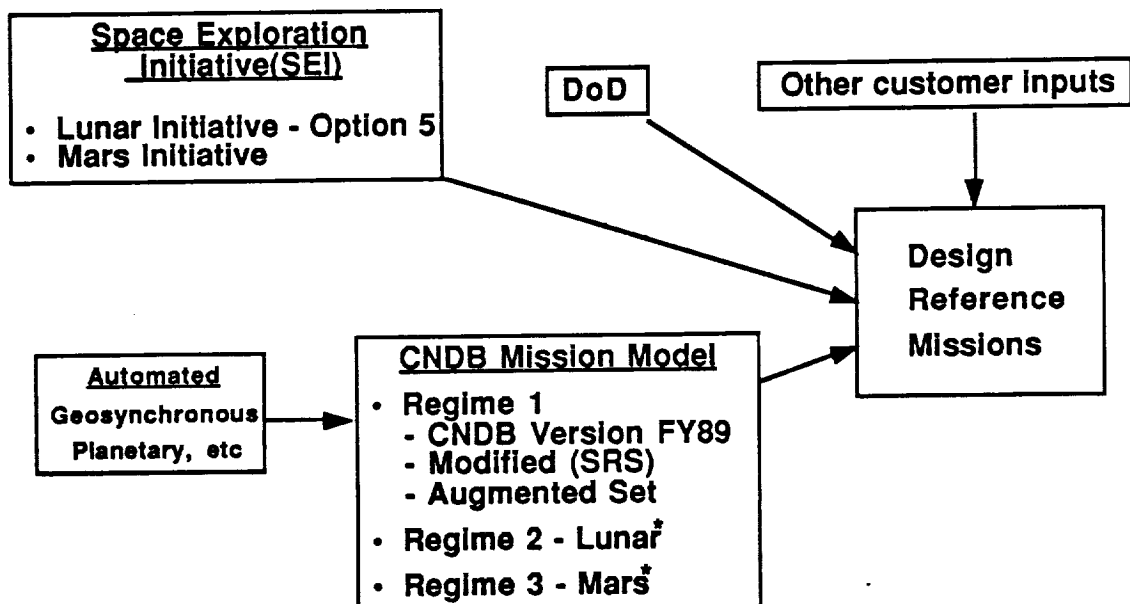 Space Exploration
Initiative(SEI)
• Lunar Initiative - Option 5
• Mars Initiative
DoD
Other customer inputs
Design
Reference
Missions
Automated
Geosynchronous
Planetary, etc
CNDB Mission Model
• Regime 1
- CNDB Version FY89
- Modified (SRS)
- Augmented Set
• Regime 2 - Lunar*
• Regime 3 - Mars*